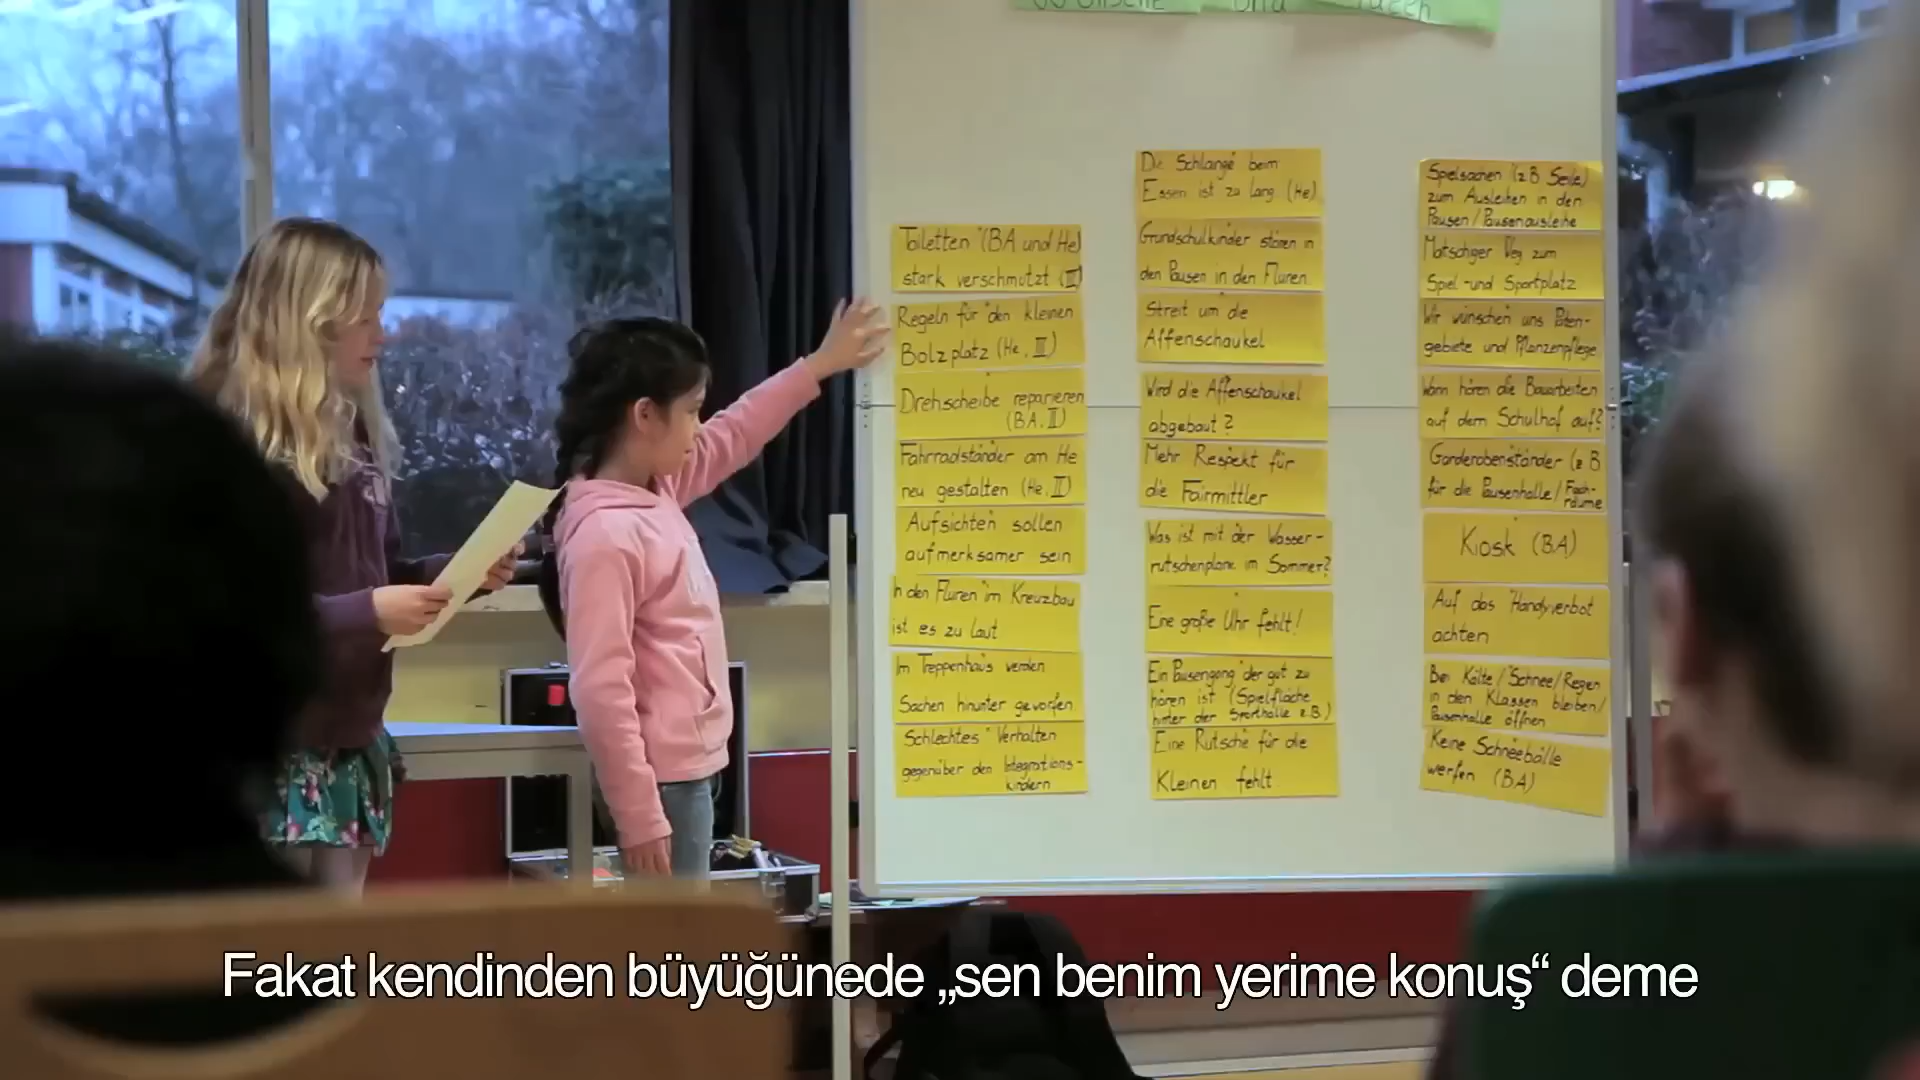 Wünsche und Ideen
Toiletten (BA und He)
stark verschmutzt (II)
Regeln für den kleinen
Bolzplatz (He, III)
Drehscheibe reparieren
(BA, II)
Fahrradständer am He
neu gestalten (He, II)
Aufsichten sollen
aufmerksamer sein
In den Fluren im Kreuzbau
ist es zu laut
Im Treppenhaus werden
Sachen hinunter geworfen
Schlechtes Verhalten
gegenüber den Integrations-
kindern
Die Schlange beim
Essen ist zu lang (He)
Grundschulkinder stören in
den Pausen in den Fluren
Streit um die
Affenschaukel
Wird die Affenschaukel
abgebaut?
Mehr Respekt für
die Fairmittler
Was ist mit der Wasser-
rutschenplane im Sommer?
Eine große Uhr fehlt!
Ein Pausengong der gut zu
hören ist (Spielfläche
hinter der Sporthalle z.B.)
Eine Rutsche für die
Kleinen fehlt
Spielsachen (z.B Seile)
zum Ausleihen in den
Pausen/Pausenausleihe
Matschiger Weg zum
Spiel-und Sportplatz
Wir wünschen uns Paten-
gebiete und Pflanzenpflege
Wann hören die Bauarbeiten
auf dem Schulhof auf?
Garderobenständer (z B
für die Pausenhalle/Fach-
räume
Kiosk (BA)
Auf das Handyverbot
achten
Bei Kälte/Schnee/Regen
in den Klassen bleiben/
Pausenhalle öffnen
Keine Schneebälle
werfen (BA)
Fakat kendinden büyüğünede „sen benim yerime konuş“ deme